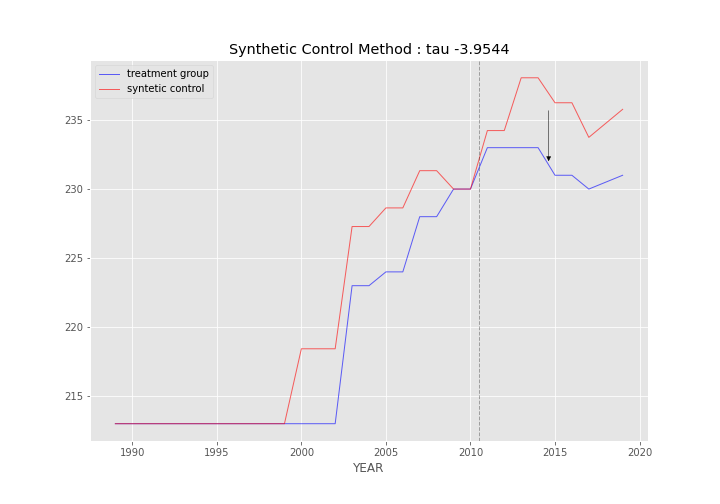 Synthetic Control Method : tau -3.9544
treatment group
syntetic control
235
230
225
220
215
1990 1995 2000 2005 2010 2015 2020
YEAR